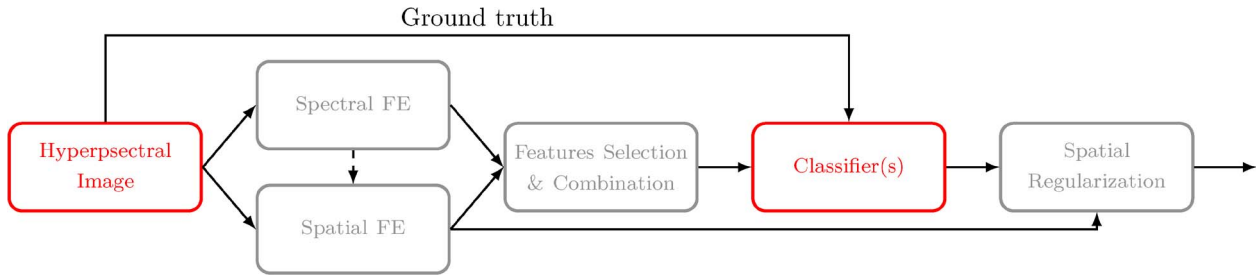 Ground truth
Spectral FE
Hyperpsectral
Image
Features Selection
& Combination
Classifier(s)
Spatial
Regularization
Spatial FE